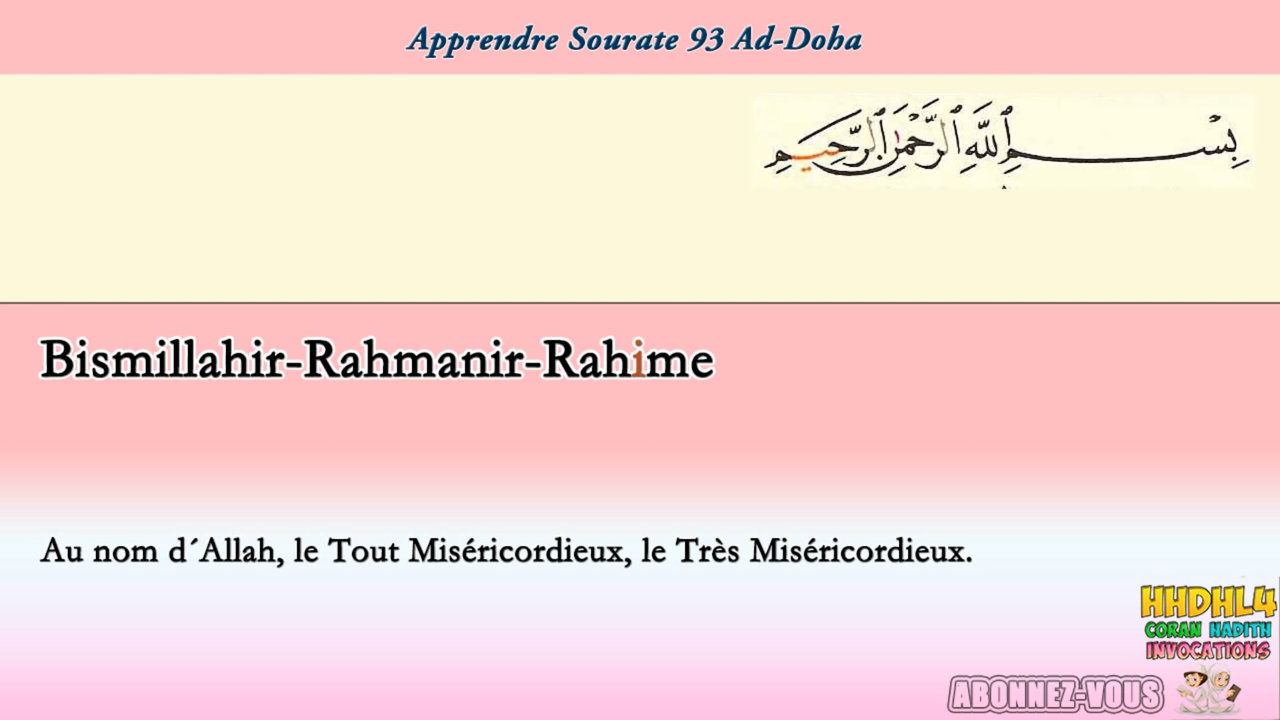 Apprendre Sourate 93 Ad-Doha
بِسْمِ اللَّهِ الرَّحْمَٰنِ الرَّحِيمِ
Bismillahir-Rahmanir-Rahime
Au nom d´Allah, le Tout Miséricordieux, le Très Miséricordieux.
HHDHL4
CORAN HADITH
INVOCATIONS
ABONNEZ-VOUS